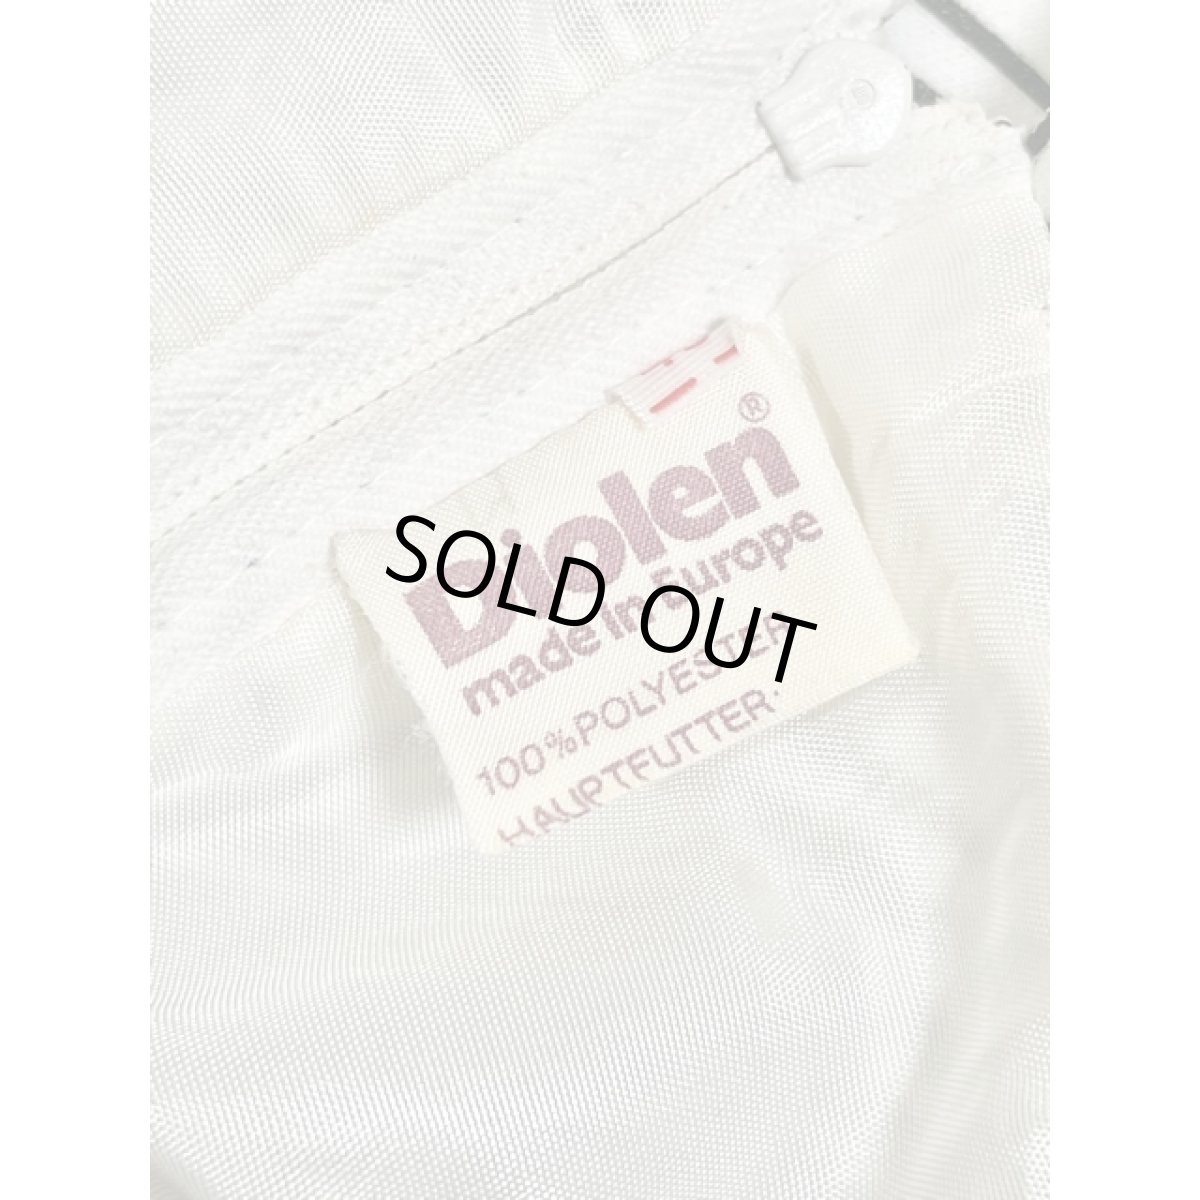 Diolen®
made in Europe
100% POLYESTER
HAUPTFUTTER·
SOLD OUT